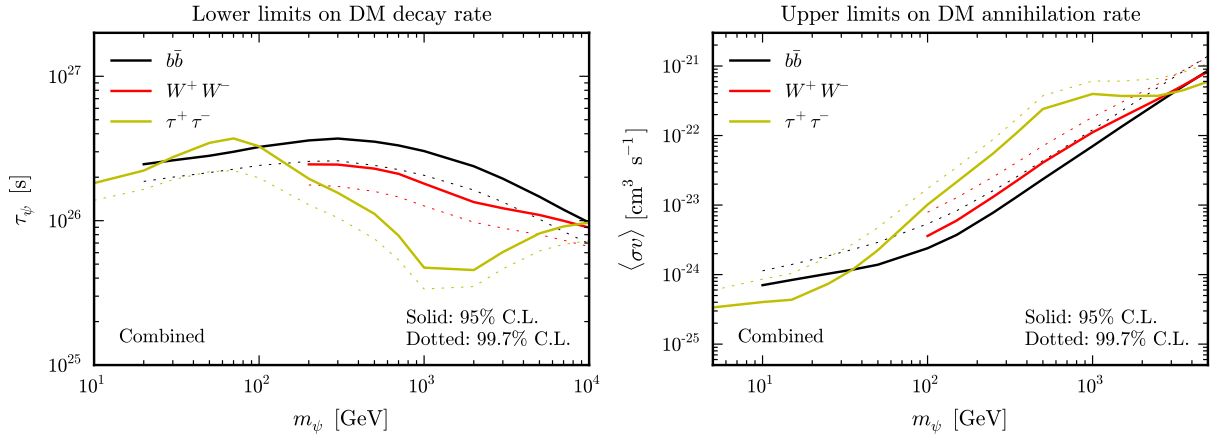 Lower limits on DM decay rate
10²⁷
10²⁶
10²⁵
τ_ψ [s]
b b̄
W⁺ W⁻
τ⁺ τ⁻
Combined
Solid: 95% C.L.
Dotted: 99.7% C.L.
10¹ 10² 10³ 10⁴
m_ψ [GeV]
Upper limits on DM annihilation rate
10⁻²¹
10⁻²²
10⁻²³
10⁻²⁴
10⁻²⁵
⟨σv⟩ [cm³ s⁻¹]
b b̄
W⁺ W⁻
τ⁺ τ⁻
Combined
Solid: 95% C.L.
Dotted: 99.7% C.L.
10¹ 10² 10³
m_ψ [GeV]